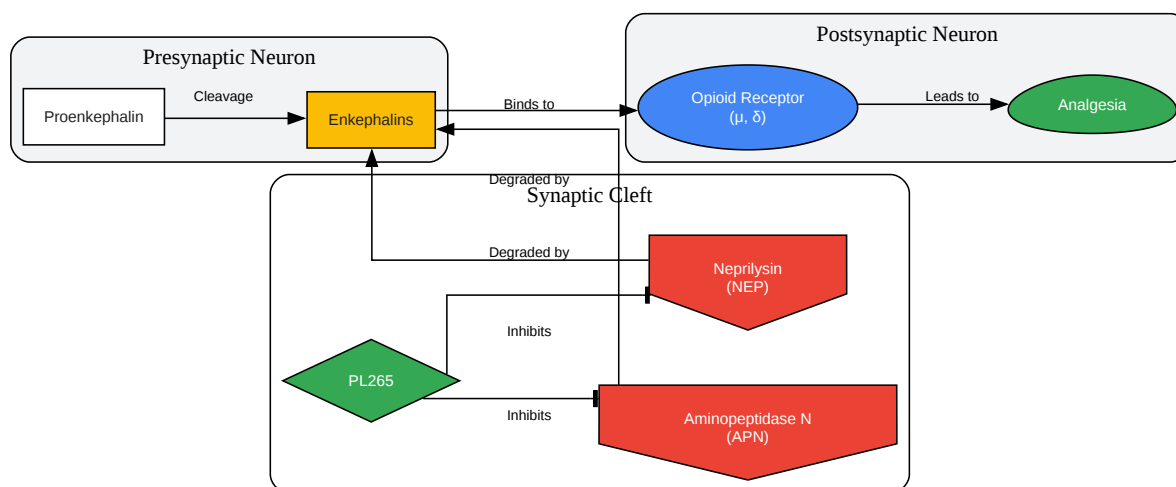 Presynaptic Neuron
Proenkephalin
Cleavage
Enkephalins
Binds to
Postsynaptic Neuron
Opioid Receptor
(μ, δ)
Leads to
Analgesia
Degraded by
Synaptic Cleft
Degraded by
Neprilysin
(NEP)
Inhibits
PL265
Inhibits
Aminopeptidase N
(APN)